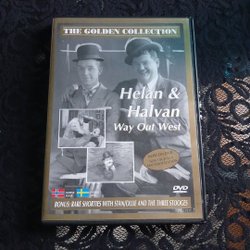 THE GOLDEN COLLECTION
Helan &
Halvan
Way Out West
DVD
BONUS: RARE SHORTIES WITH STAN/OLLIE AND THE THREE STOOGES